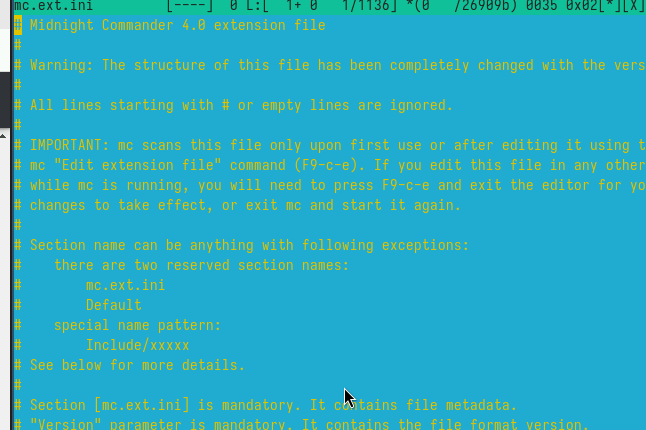 mc.ext.ini [----] 0 L:[ 1+ 0 1/1136] *(0 /26909b) 0035 0x02[*][X]
# Midnight Commander 4.0 extension file
#
# Warning: The structure of this file has been completely changed with the vers
#
# All lines starting with # or empty lines are ignored.
#
# IMPORTANT: mc scans this file only upon first use or after editing it using t
# mc "Edit extension file" command (F9-c-e). If you edit this file in any other
# while mc is running, you will need to press F9-c-e and exit the editor for yo
# changes to take effect, or exit mc and start it again.
#
# Section name can be anything with following exceptions:
# there are two reserved section names:
# mc.ext.ini
# Default
# special name pattern:
# Include/xxxxx
# See below for more details.
#
# Section [mc.ext.ini] is mandatory. It contains file metadata.
# "Version" parameter is mandatory. It contains the file format version.